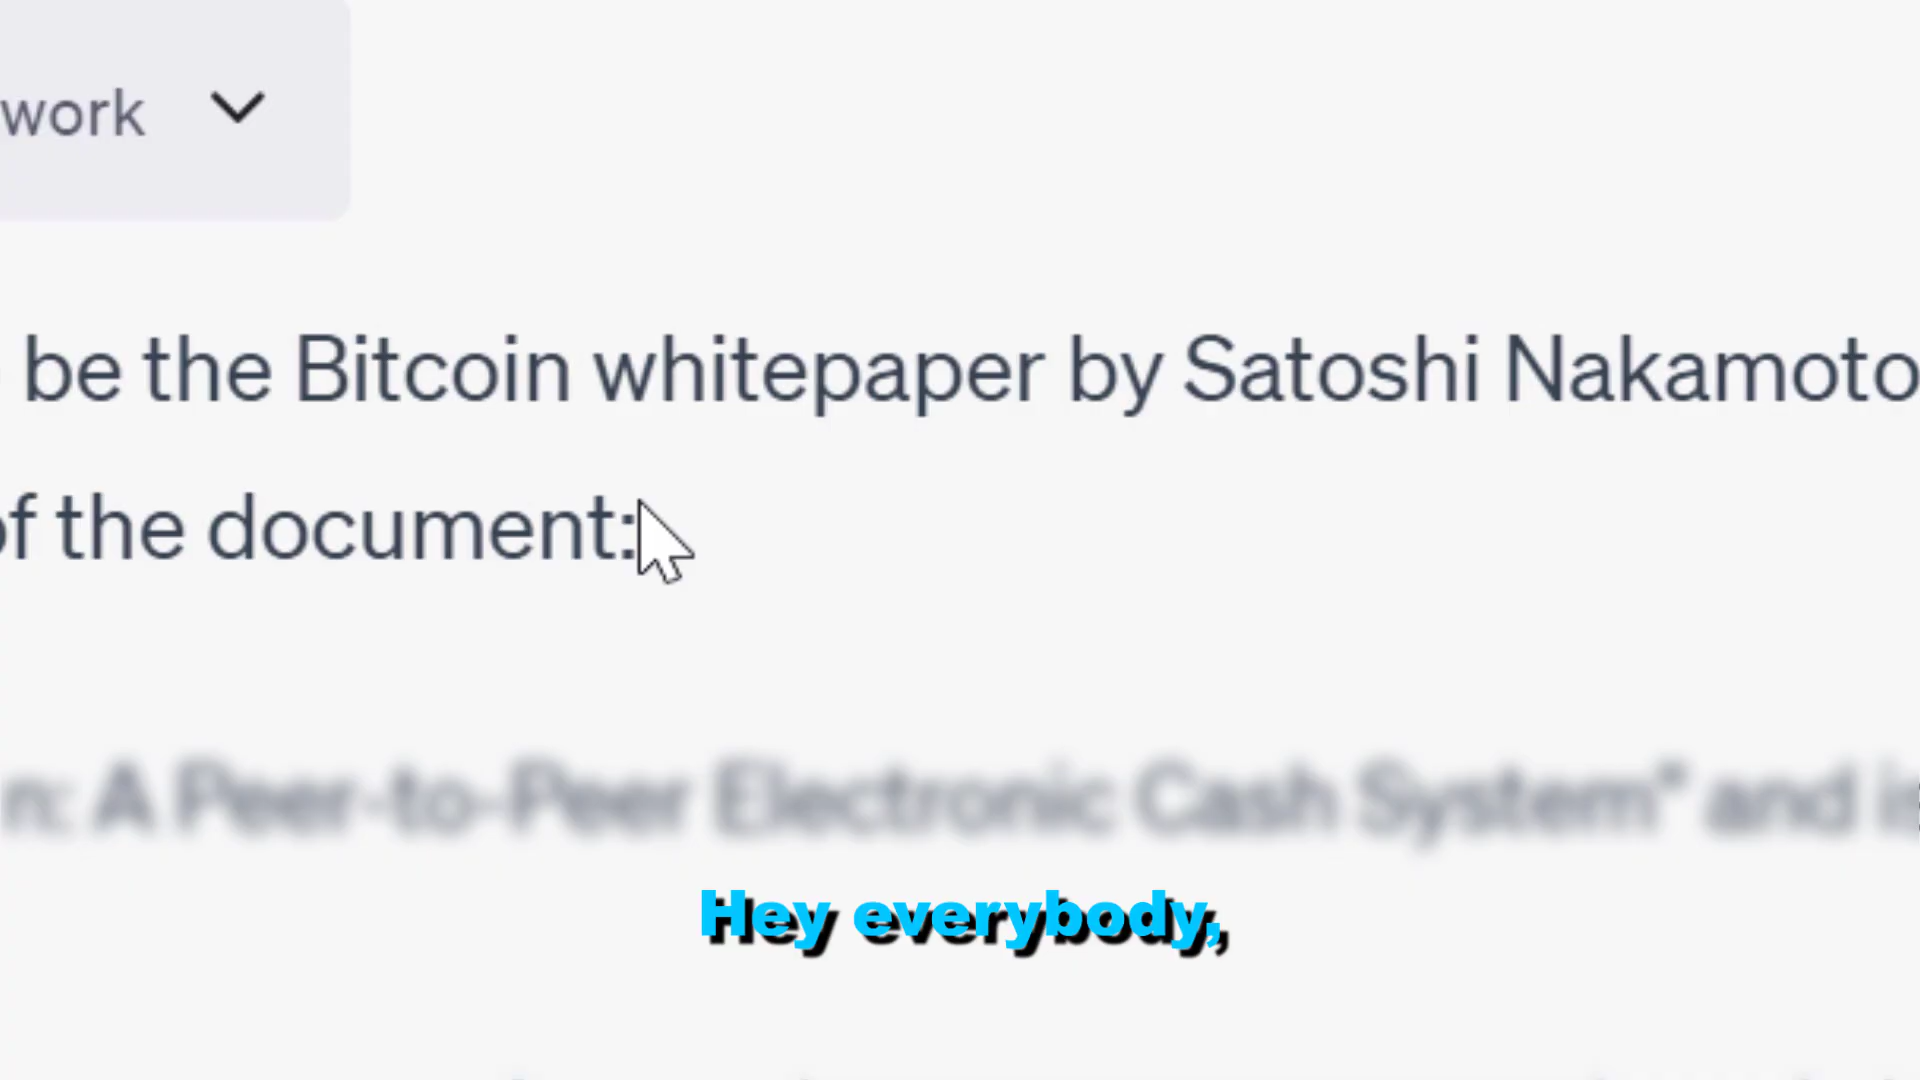 work
be the Bitcoin whitepaper by Satoshi Nakamoto
of the document:
n: A Peer-to-Peer Electronic Cash System" and is
Hey everybody,